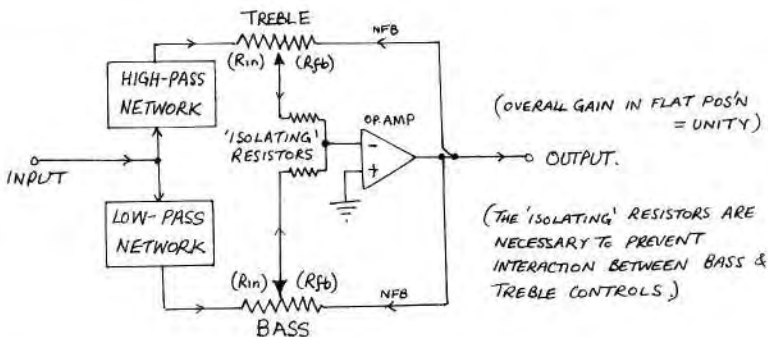 TREBLE
NFB
(Rin) (Rfb)
HIGH-PASS
NETWORK
'ISOLATING'
RESISTORS
OP. AMP
-
+
(OVERALL GAIN IN FLAT POS'N
= UNITY)
INPUT
OUTPUT.
LOW-PASS
NETWORK
(THE 'ISOLATING' RESISTORS ARE
NECESSARY TO PREVENT
INTERACTION BETWEEN BASS &
TREBLE CONTROLS.)
(Rin) (Rfb)
NFB
BASS